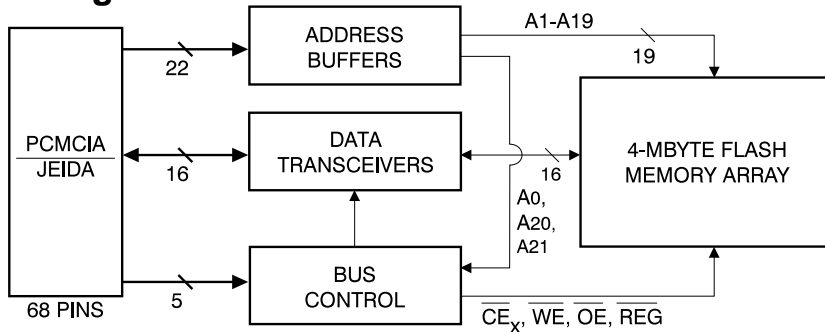 ADDRESS
BUFFERS
A1-A19
22
19
PCMCIA
JEIDA
DATA
TRANSCEIVERS
4-MBYTE FLASH
MEMORY ARRAY
16
16
A0,
A20,
A21
BUS
CONTROL
5
68 PINS
CEX, WE, OE, REG